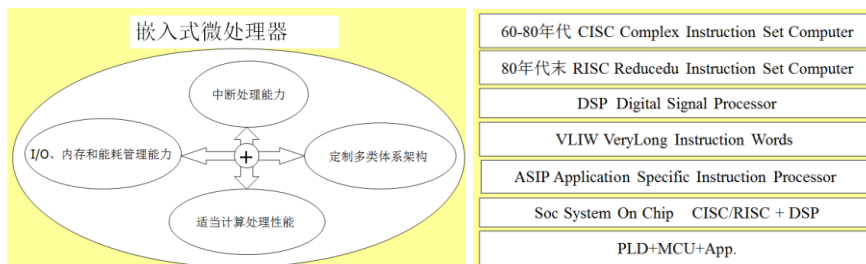 嵌入式微处理器
中断处理能力
I/O、内存和能耗管理能力
+
定制多类体系架构
适当计算处理性能
60-80年代 CISC Complex Instruction Set Computer
80年代末 RISC Reducedu Instruction Set Computer
DSP Digital Signal Processor
VLIW VeryLong Instruction Words
ASIP Application Specific Instruction Processor
Soc System On Chip CISC/RISC + DSP
PLD+MCU+App.